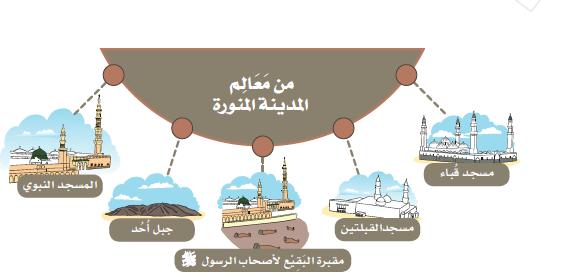 من مَعَالِم
المدينة المنورة
مسجد قُباء
مسجد القبلتين
مقبرة البَقِيْع لأصحاب الرسول ﷺ
جبل أُحُد
المسجد النبوي